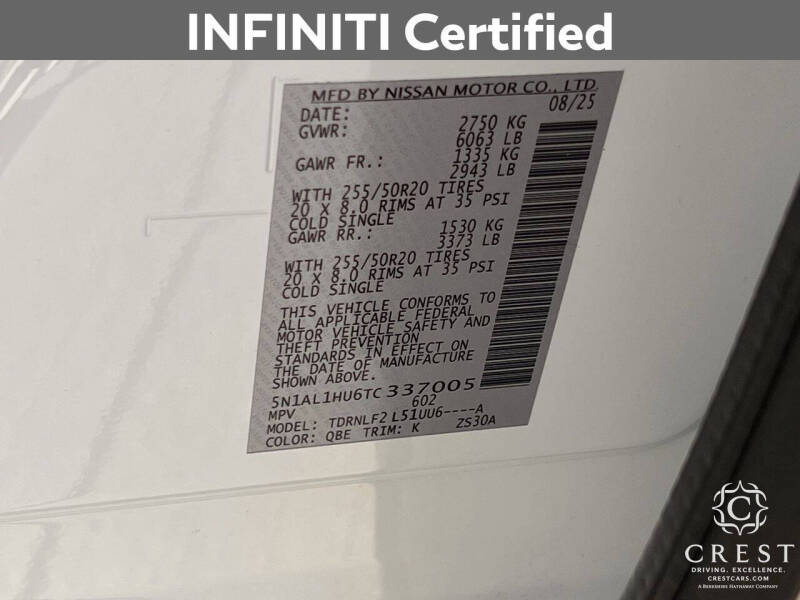 INFINITI Certified
MFD BY NISSAN MOTOR CO., LTD.
DATE: 08/25
GVWR: 2750 KG
6063 LB
GAWR FR.: 1335 KG
2943 LB
WITH 255/50R20 TIRES
20 X 8.0 RIMS AT 35 PSI
COLD SINGLE
GAWR RR.: 1530 KG
3373 LB
WITH 255/50R20 TIRES
20 X 8.0 RIMS AT 35 PSI
COLD SINGLE
THIS VEHICLE CONFORMS TO
ALL APPLICABLE FEDERAL
MOTOR VEHICLE SAFETY AND
THEFT PREVENTION
STANDARDS IN EFFECT ON
THE DATE OF MANUFACTURE
SHOWN ABOVE.
5N1AL1HU6TC337005
MPV 602
MODEL: TDRNLF2 L51UU6----A
COLOR: QBE TRIM: K ZS30A
CREST
DRIVING. EXCELLENCE.
CRESTCARS.COM
A BERKSHIRE HATHAWAY COMPANY